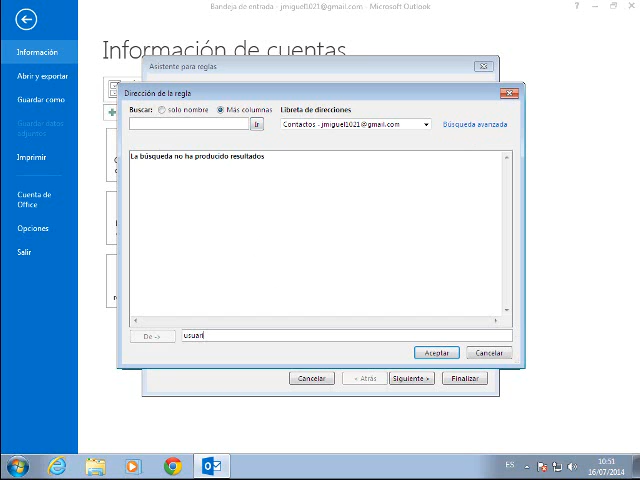 Bandeja de entrada - jmiguel1021@gmail.com - Microsoft Outlook
Información
Abrir y exportar
Guardar como
Guardar datos
adjuntos
Imprimir
Cuenta de
Office
Opciones
Salir
Información de cuentas
Asistente para reglas
Dirección de la regla
Buscar: solo nombre Más columnas Libreta de direcciones
Ir Contactos - jmiguel1021@gmail.com Búsqueda avanzada
La búsqueda no ha producido resultados
De -> usuari
Aceptar Cancelar
Cancelar < Atrás Siguiente > Finalizar
ES 10:51
16/07/2014